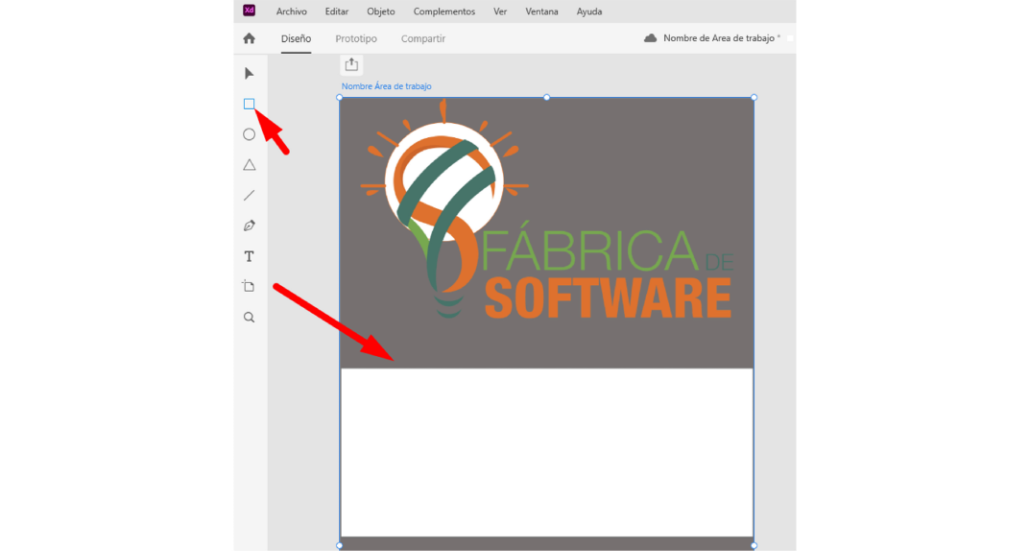 Xd Archivo Editar Objeto Complementos Ver Ventana Ayuda
Diseño Prototipo Compartir Nombre de Area de trabajo *
Nombre Área de trabajo
FÁBRICA DE
SOFTWARE
T